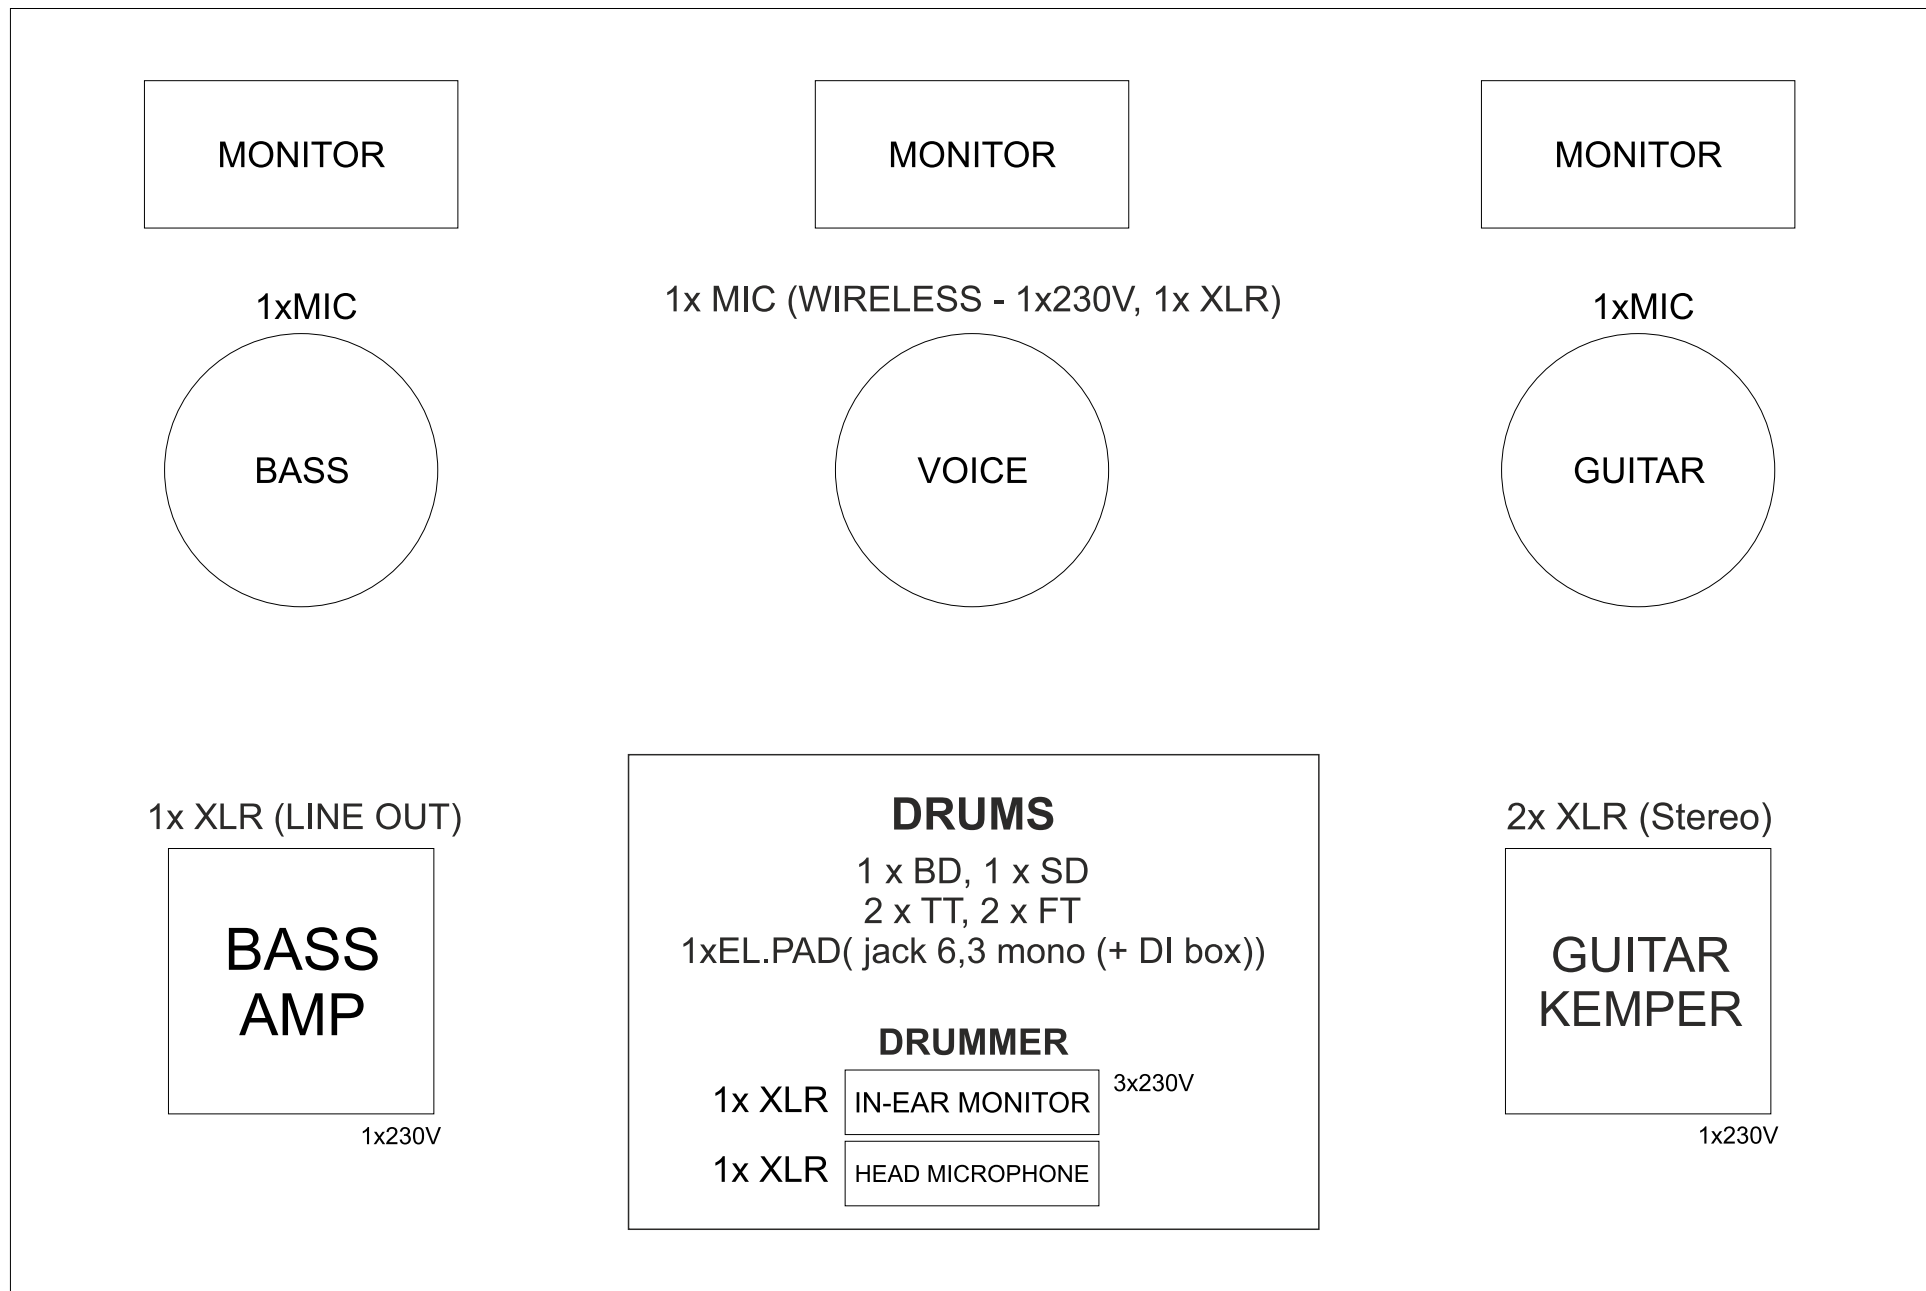 MONITOR
MONITOR
MONITOR
1xMIC
1x MIC (WIRELESS - 1x230V, 1x XLR)
1xMIC
BASS
VOICE
GUITAR
1x XLR (LINE OUT)
DRUMS
2x XLR (Stereo)
1 x BD, 1 x SD
2 x TT, 2 x FT
1xEL.PAD( jack 6,3 mono (+ DI box))
BASS
AMP
GUITAR
KEMPER
DRUMMER
1x XLR
IN-EAR MONITOR
3x230V
1x XLR
HEAD MICROPHONE
1x230V
1x230V